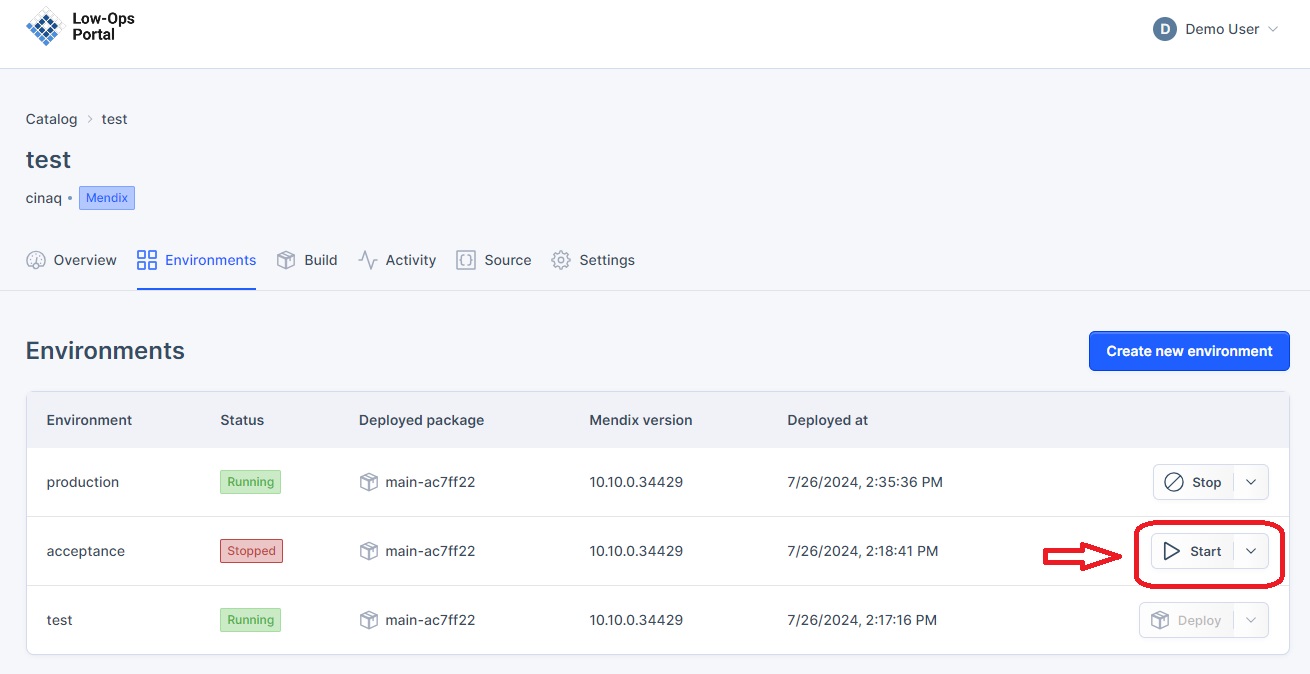 Low-Ops
Portal
D Demo User
Catalog test
test
cinaq • Mendix
Overview Environments Build Activity Source Settings
Environments
Create new environment
Environment Status Deployed package Mendix version Deployed at
production Running main-ac7ff22 10.10.0.34429 7/26/2024, 2:35:36 PM Stop
acceptance Stopped main-ac7ff22 10.10.0.34429 7/26/2024, 2:18:41 PM Start
test Running main-ac7ff22 10.10.0.34429 7/26/2024, 2:17:16 PM Deploy